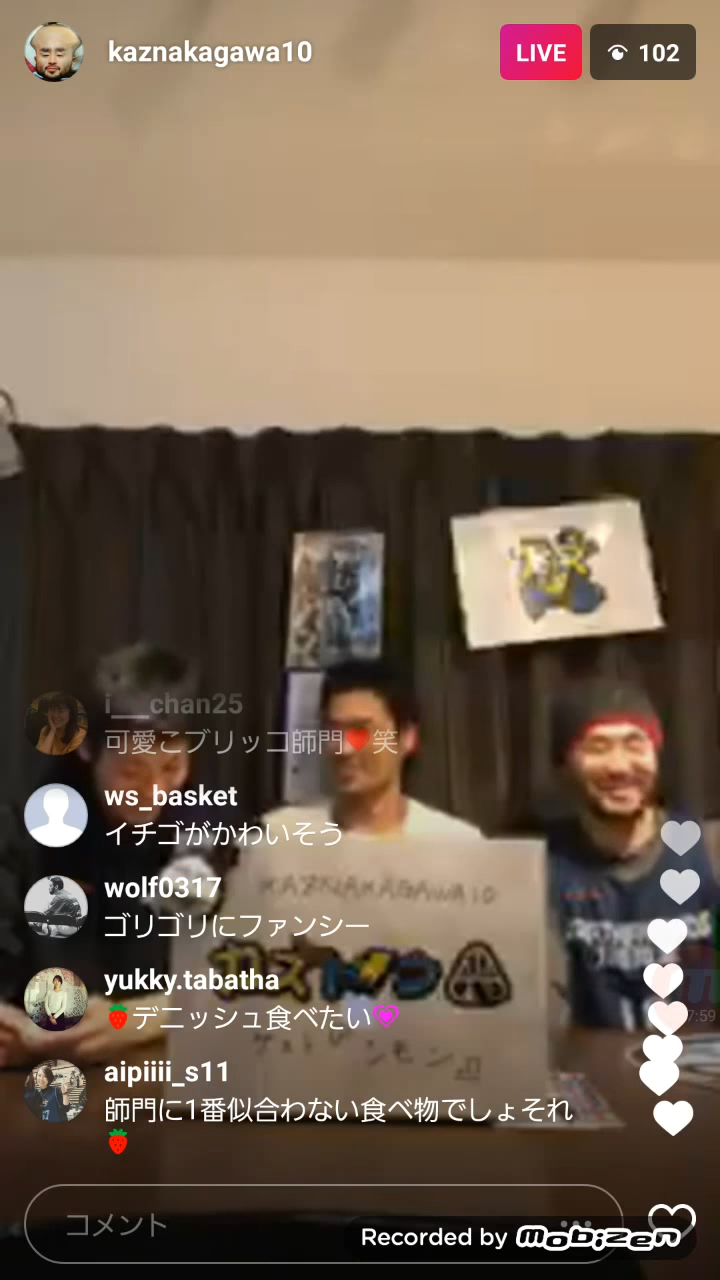 kaznakagawa10
LIVE
102
i___chan25
可愛こブリッコ師門❤️笑
ws_basket
イチゴがかわいそう
KAZNAKAGAWA10
wolf0317
ゴリゴリにファンシー
yukky.tabatha
🍓デニッシュ食べたい💗
7:59
aipiiii_s11
師門に1番似合わない食べ物でしょそれ
🍓
コメント
Recorded by mobizen